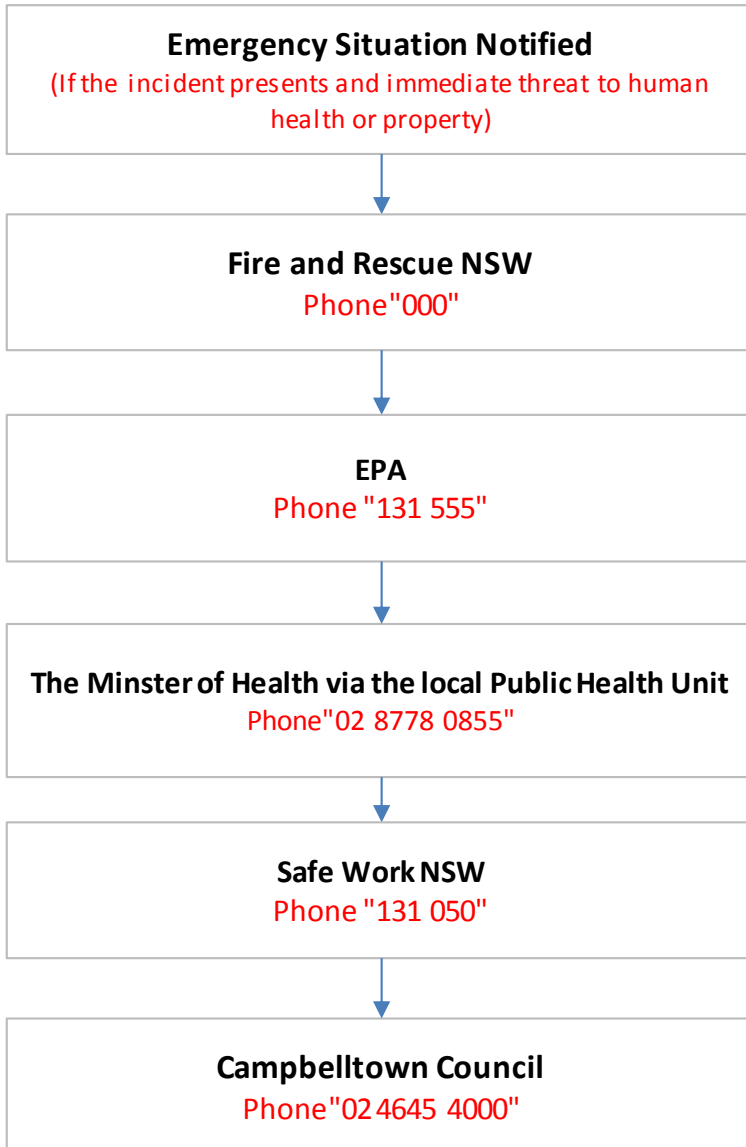 Emergency Situation Notified
(If the incident presents and immediate threat to human
health or property)
Fire and Rescue NSW
Phone"000"
EPA
Phone "131 555"
The Minster of Health via the local Public Health Unit
Phone"02 8778 0855"
Safe Work NSW
Phone "131 050"
Campbelltown Council
Phone"02 4645 4000"